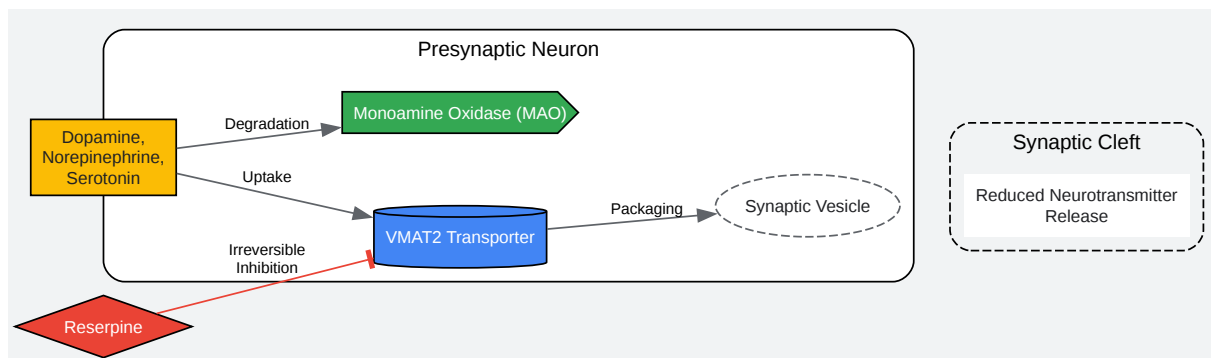 Presynaptic Neuron
Degradation
Monoamine Oxidase (MAO)
Dopamine,
Norepinephrine,
Serotonin
Uptake
VMAT2 Transporter
Packaging
Synaptic Vesicle
Irreversible
Inhibition
Reserpine
Synaptic Cleft
Reduced Neurotransmitter
Release